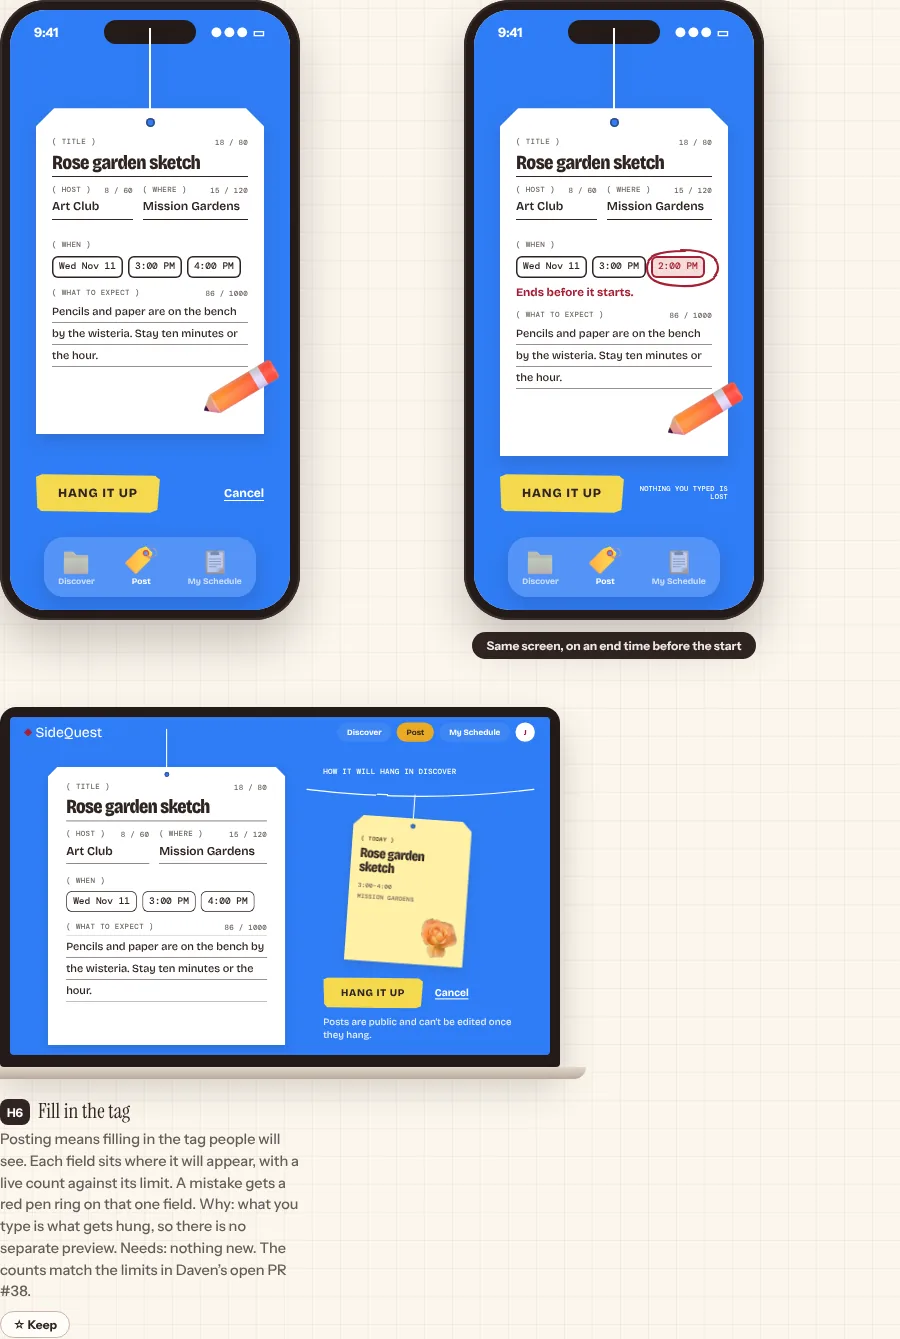 9:41
( TITLE ) 18 / 80
Rose garden sketch
( HOST ) 8 / 60 ( WHERE ) 15 / 120
Art Club Mission Gardens
( WHEN )
Wed Nov 11 3:00 PM 4:00 PM
( WHAT TO EXPECT ) 86 / 1000
Pencils and paper are on the bench
by the wisteria. Stay ten minutes or
the hour.
HANG IT UP Cancel
Discover Post My Schedule
9:41
( TITLE ) 18 / 80
Rose garden sketch
( HOST ) 8 / 60 ( WHERE ) 15 / 120
Art Club Mission Gardens
( WHEN )
Wed Nov 11 3:00 PM 2:00 PM
Ends before it starts.
( WHAT TO EXPECT ) 86 / 1000
Pencils and paper are on the bench
by the wisteria. Stay ten minutes or
the hour.
HANG IT UP
NOTHING YOU TYPED IS
LOST
Discover Post My Schedule
Same screen, on an end time before the start
SideQuest
Discover Post My Schedule J
( TITLE ) 18 / 80
Rose garden sketch
( HOST ) 8 / 60 ( WHERE ) 15 / 120
Art Club Mission Gardens
( WHEN )
Wed Nov 11 3:00 PM 4:00 PM
( WHAT TO EXPECT ) 86 / 1000
Pencils and paper are on the bench by
the wisteria. Stay ten minutes or the
hour.
HOW IT WILL HANG IN DISCOVER
( TODAY )
Rose garden
sketch
3:00–4:00
MISSION GARDENS
HANG IT UP Cancel
Posts are public and can't be edited once
they hang.
H6 Fill in the tag
Posting means filling in the tag people will
see. Each field sits where it will appear, with a
live count against its limit. A mistake gets a
red pen ring on that one field. Why: what you
type is what gets hung, so there is no
separate preview. Needs: nothing new. The
counts match the limits in Daven's open PR
#38.
☆ Keep